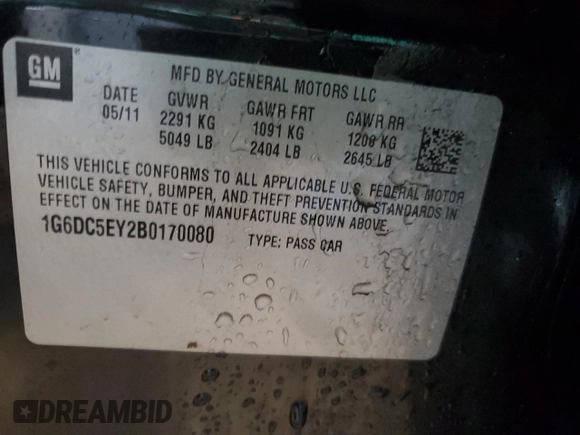 GM
MFD BY GENERAL MOTORS LLC
DATE GVWR GAWR FRT GAWR RR
05/11 2291 KG 1091 KG 1200 KG
5049 LB 2404 LB 2645 LB
THIS VEHICLE CONFORMS TO ALL APPLICABLE U.S. FEDERAL MOTOR
VEHICLE SAFETY, BUMPER, AND THEFT PREVENTION STANDARDS IN
EFFECT ON THE DATE OF MANUFACTURE SHOWN ABOVE.
1G6DC5EY2B0170080 TYPE: PASS CAR
DREAMBID